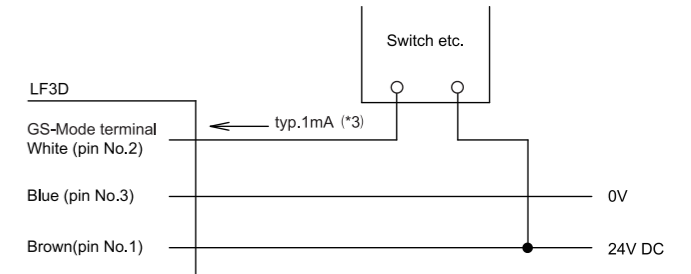 Switch etc.
LF3D
typ.1mA (*3)
GS-Mode terminal
White (pin No.2)
Blue (pin No.3)
0V
Brown(pin No.1)
24V DC